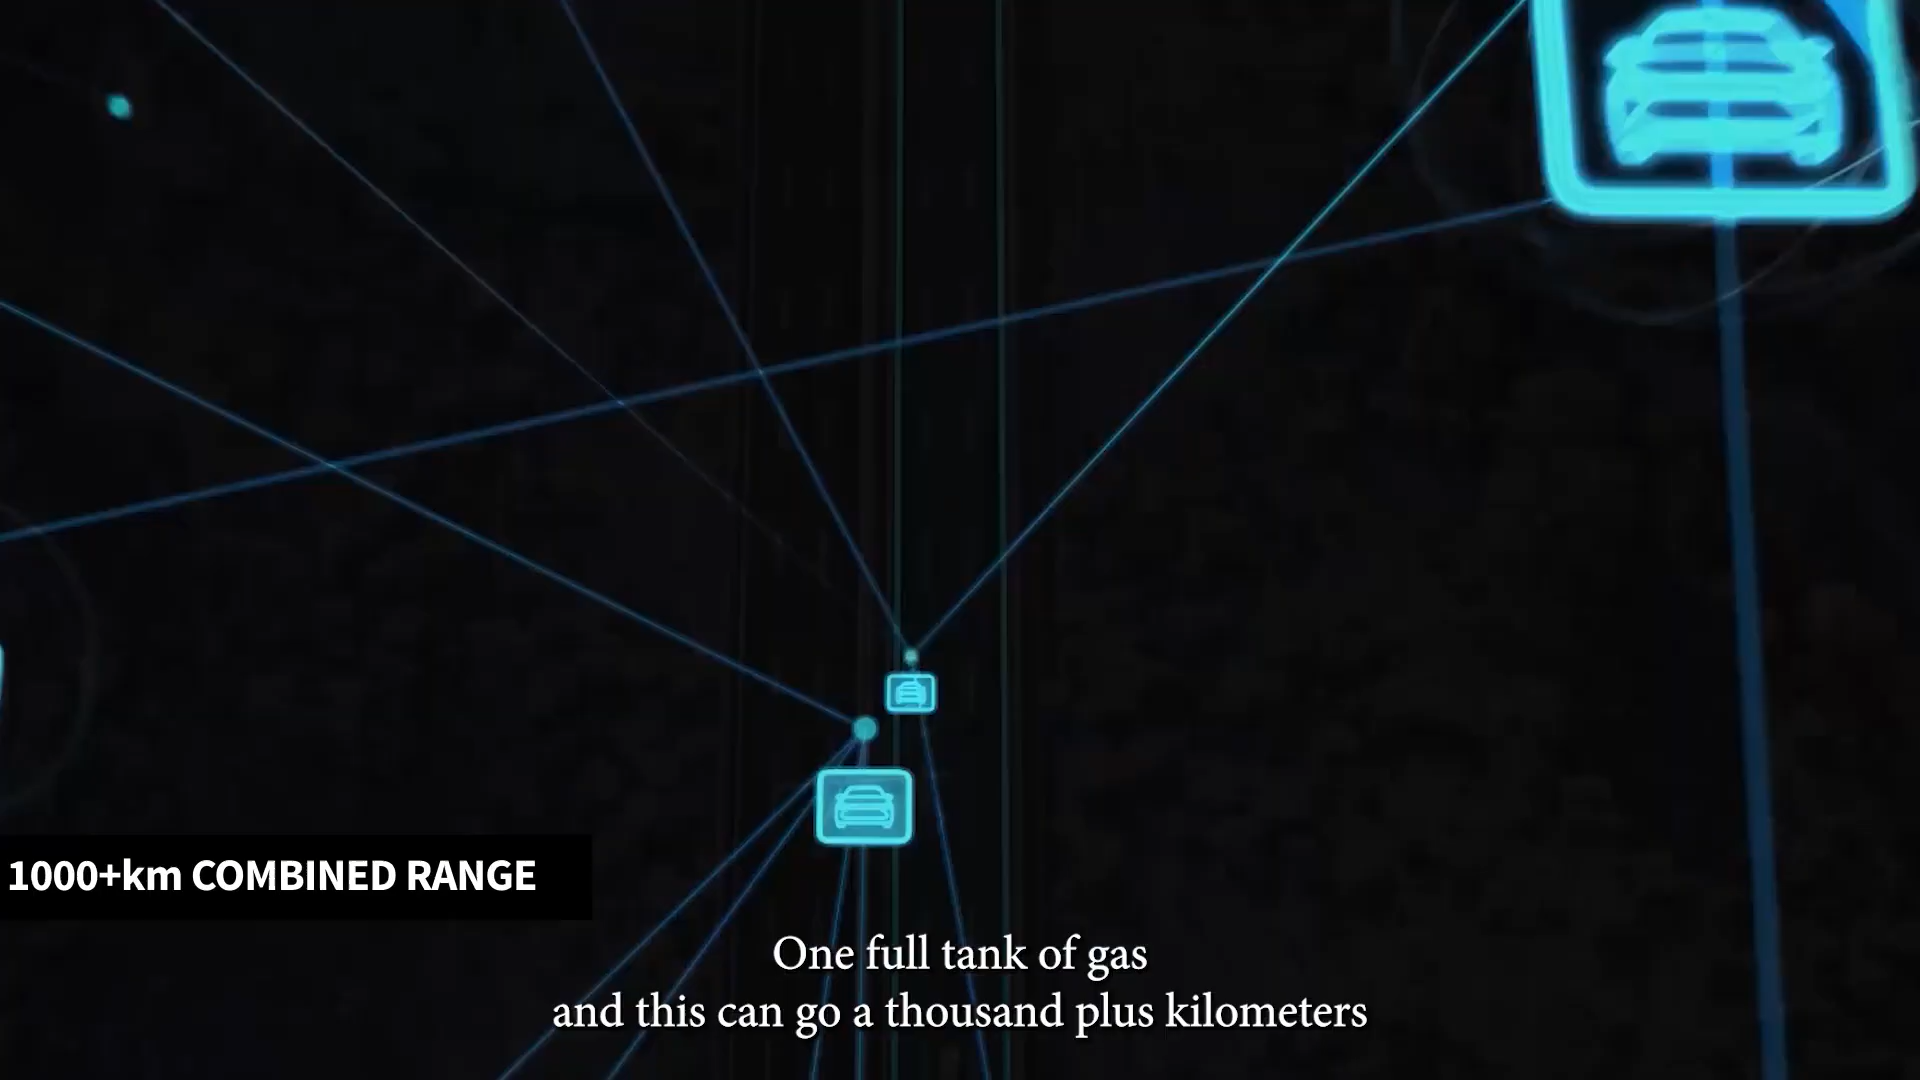 1000+km COMBINED RANGE
One full tank of gas
and this can go a thousand plus kilometers